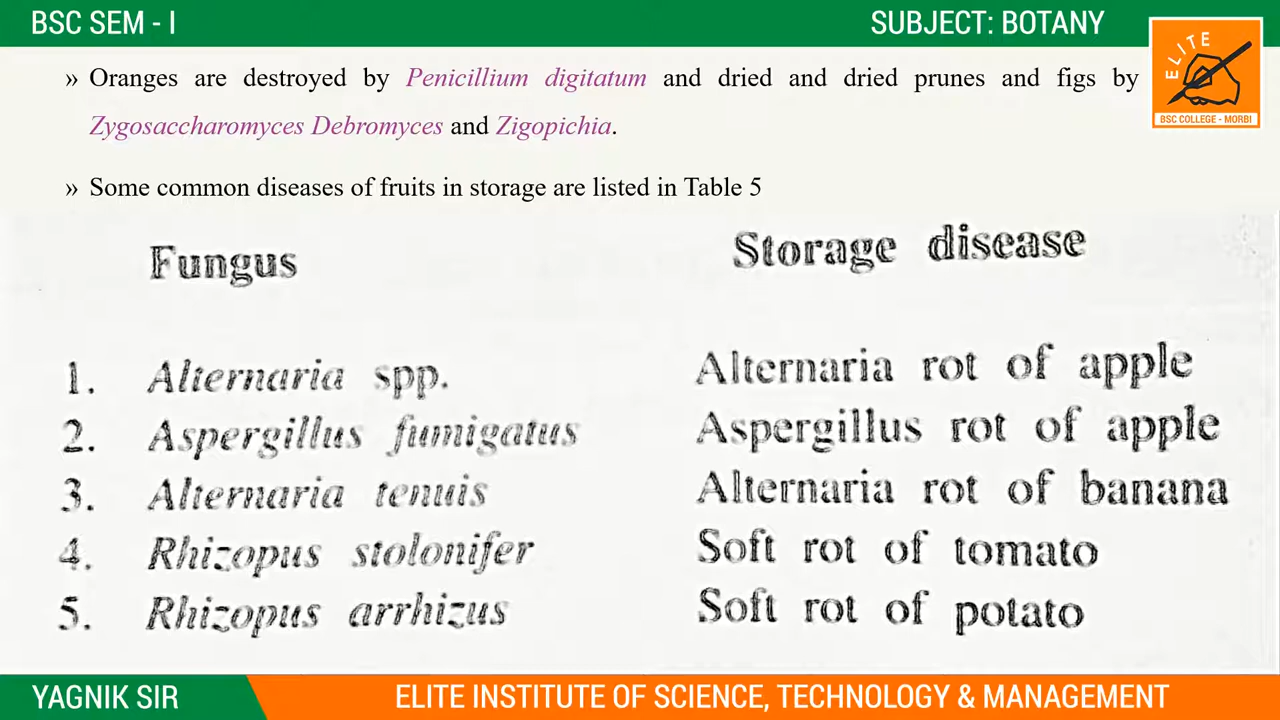 BSC SEM - I
SUBJECT: BOTANY
ELITE
BSC COLLEGE - MORBI
» Oranges are destroyed by Penicillium digitatum and dried and dried prunes and figs by
Zygosaccharomyces Debromyces and Zigopichia.
» Some common diseases of fruits in storage are listed in Table 5
Fungus Storage disease
1. Alternaria spp. Alternaria rot of apple
2. Aspergillus fumigatus Aspergillus rot of apple
3. Alternaria tenuis Alternaria rot of banana
4. Rhizopus stolonifer Soft rot of tomato
5. Rhizopus arrhizus Soft rot of potato
YAGNIK SIR
ELITE INSTITUTE OF SCIENCE, TECHNOLOGY & MANAGEMENT